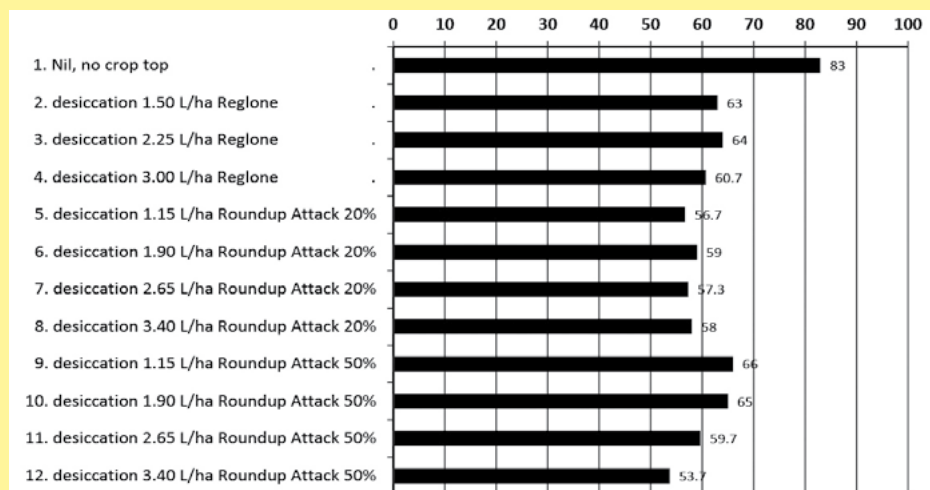 0 10 20 30 40 50 60 70 80 90 100
1. Nil, no crop top . 83
2. desiccation 1.50 L/ha Reglone . 63
3. desiccation 2.25 L/ha Reglone . 64
4. desiccation 3.00 L/ha Reglone . 60.7
5. desiccation 1.15 L/ha Roundup Attack 20% 56.7
6. desiccation 1.90 L/ha Roundup Attack 20% 59
7. desiccation 2.65 L/ha Roundup Attack 20% 57.3
8. desiccation 3.40 L/ha Roundup Attack 20% 58
9. desiccation 1.15 L/ha Roundup Attack 50% 66
10. desiccation 1.90 L/ha Roundup Attack 50% 65
11. desiccation 2.65 L/ha Roundup Attack 50% 59.7
12. desiccation 3.40 L/ha Roundup Attack 50% 53.7